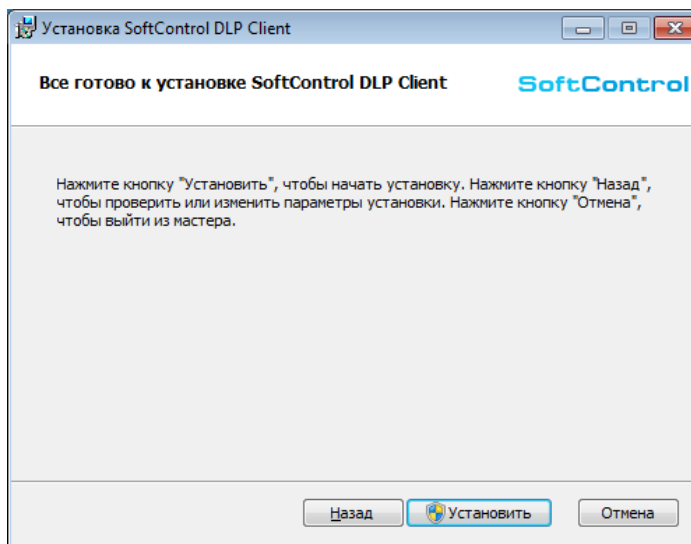 Установка SoftControl DLP Client
Все готово к установке SoftControl DLP Client
SoftControl
Нажмите кнопку "Установить", чтобы начать установку. Нажмите кнопку "Назад",
чтобы проверить или изменить параметры установки. Нажмите кнопку "Отмена",
чтобы выйти из мастера.
Назад
Установить
Отмена